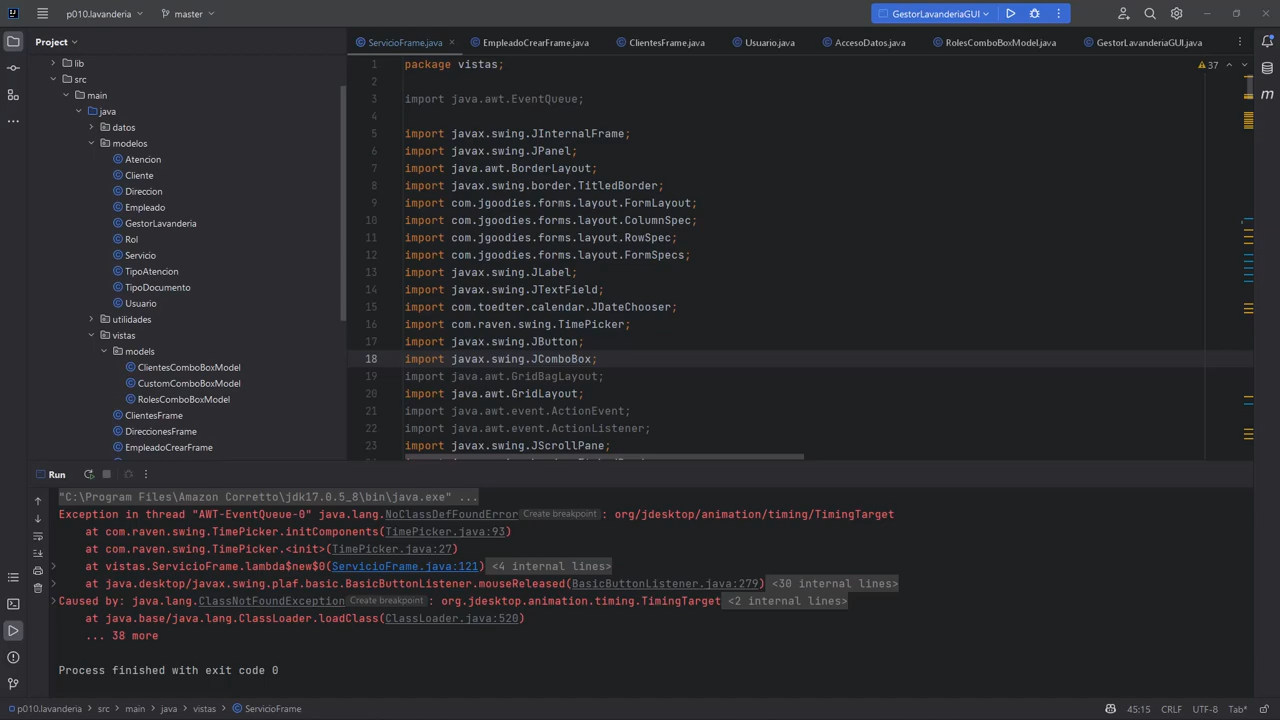 p010.lavanderia
master
GestorLavanderiaGUI
Project
ServicioFrame.java
EmpleadoCrearFrame.java
ClientesFrame.java
Usuario.java
AccesoDatos.java
RolesComboBoxModel.java
GestorLavanderiaGUI.java
lib
src
main
java
datos
modelos
Atencion
Cliente
Direccion
Empleado
GestorLavanderia
Rol
Servicio
TipoAtencion
TipoDocumento
Usuario
utilidades
vistas
models
ClientesComboBoxModel
CustomComboBoxModel
RolesComboBoxModel
ClientesFrame
DireccionesFrame
EmpleadoCrearFrame
37
1 package vistas;
2
3 import java.awt.EventQueue;
4
5 import javax.swing.JInternalFrame;
6 import javax.swing.JPanel;
7 import java.awt.BorderLayout;
8 import javax.swing.border.TitledBorder;
9 import com.jgoodies.forms.layout.FormLayout;
10 import com.jgoodies.forms.layout.ColumnSpec;
11 import com.jgoodies.forms.layout.RowSpec;
12 import com.jgoodies.forms.layout.FormSpecs;
13 import javax.swing.JLabel;
14 import javax.swing.JTextField;
15 import com.toedter.calendar.JDateChooser;
16 import com.raven.swing.TimePicker;
17 import javax.swing.JButton;
18 import javax.swing.JComboBox;
19 import java.awt.GridBagLayout;
20 import java.awt.GridLayout;
21 import java.awt.event.ActionEvent;
22 import java.awt.event.ActionListener;
23 import javax.swing.JScrollPane;
Run
"C:\Program Files\Amazon Corretto\jdk17.0.5_8\bin\java.exe" ...
Exception in thread "AWT-EventQueue-0" java.lang.NoClassDefFoundError Create breakpoint : org/jdesktop/animation/timing/TimingTarget
at com.raven.swing.TimePicker.initComponents(TimePicker.java:93)
at com.raven.swing.TimePicker.<init>(TimePicker.java:27)
at vistas.ServicioFrame.lambda$new$0(ServicioFrame.java:121) <4 internal lines>
at java.desktop/javax.swing.plaf.basic.BasicButtonListener.mouseReleased(BasicButtonListener.java:279) <30 internal lines>
Caused by: java.lang.ClassNotFoundException Create breakpoint : org.jdesktop.animation.timing.TimingTarget <2 internal lines>
at java.base/java.lang.ClassLoader.loadClass(ClassLoader.java:520)
... 38 more
Process finished with exit code 0
p010.lavanderia > src > main > java > vistas > ServicioFrame
45:15 CRLF UTF-8 Tab*